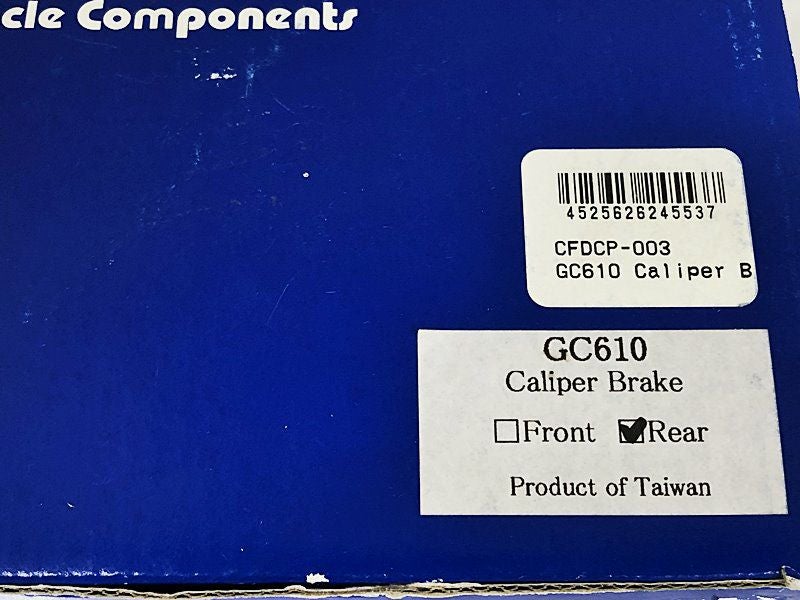 cle Components
4525626245537
CFDCP-003
GC610 Caliper B
GC610
Caliper Brake
Front Rear
Product of Taiwan